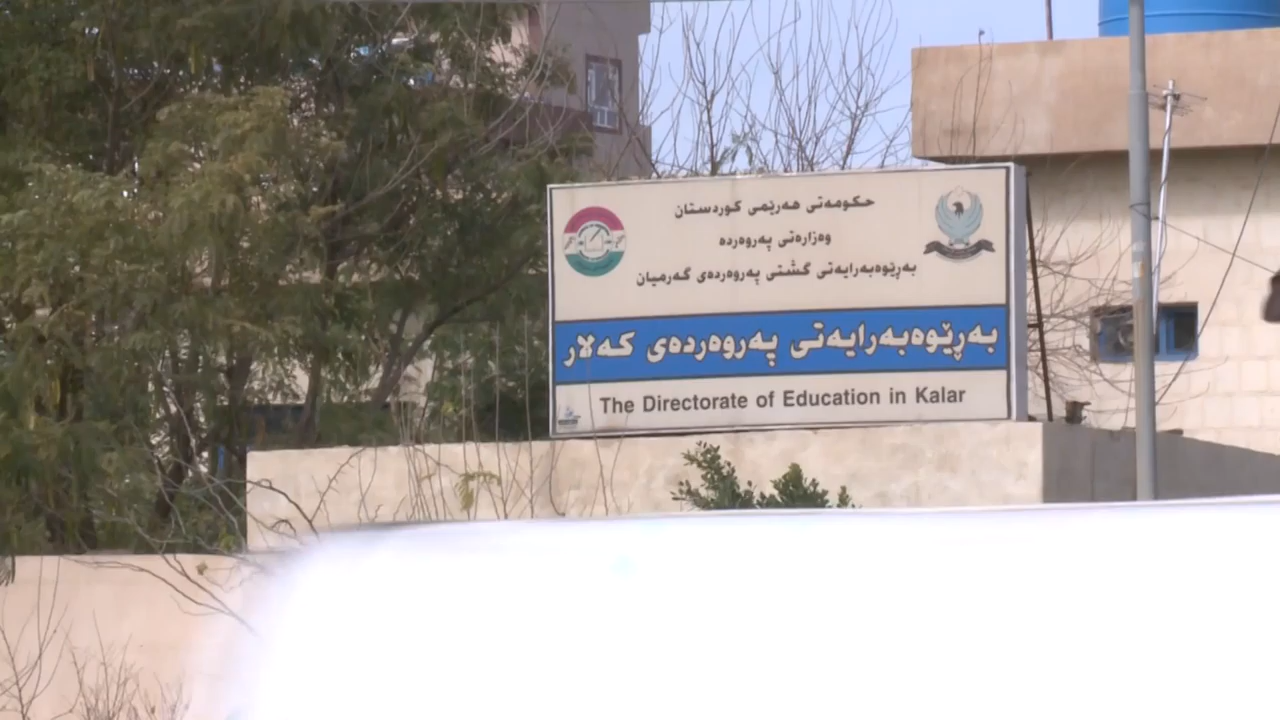 حکومەتی هەرێمی کوردستان
وەزارەتی پەروەردە
بەڕێوەبەرایەتی گشتی پەروەردەی گەرمیان
بەڕێوەبەرایەتی پەروەردەی کەلار
The Directorate of Education in Kalar